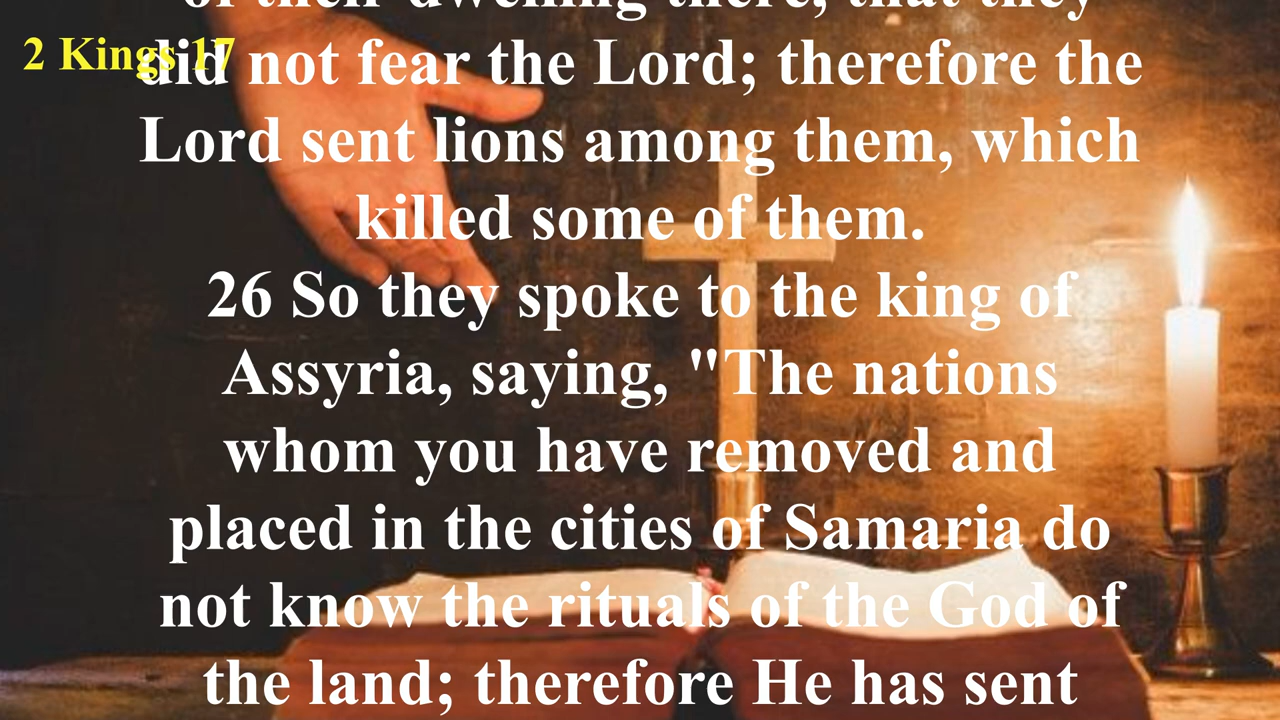 of their dwelling there, that they
2 Kings 17
did not fear the Lord; therefore the
Lord sent lions among them, which
killed some of them.
26 So they spoke to the king of
Assyria, saying, "The nations
whom you have removed and
placed in the cities of Samaria do
not know the rituals of the God of
the land; therefore He has sent